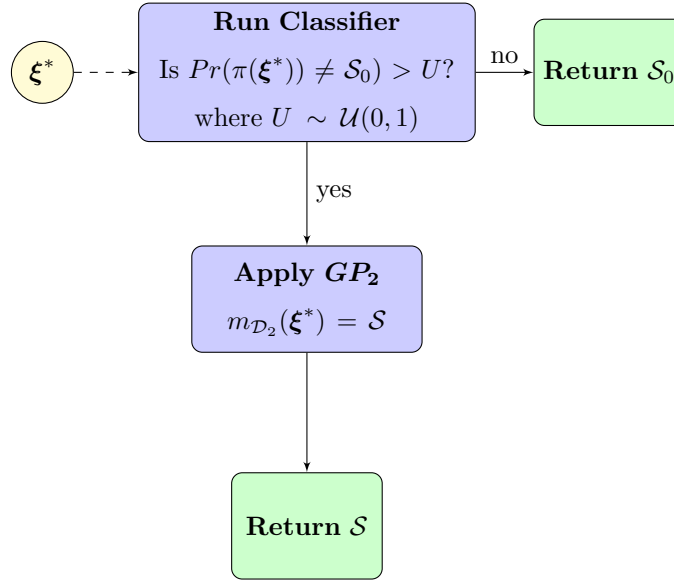 ξ*
Run Classifier
Is Pr(π(ξ*)) ≠ 𝒮₀) > U?
where U ∼ 𝒰(0, 1)
no
Return 𝒮₀
yes
Apply GP₂
m_{𝒟₂}(ξ*) = 𝒮
Return 𝒮